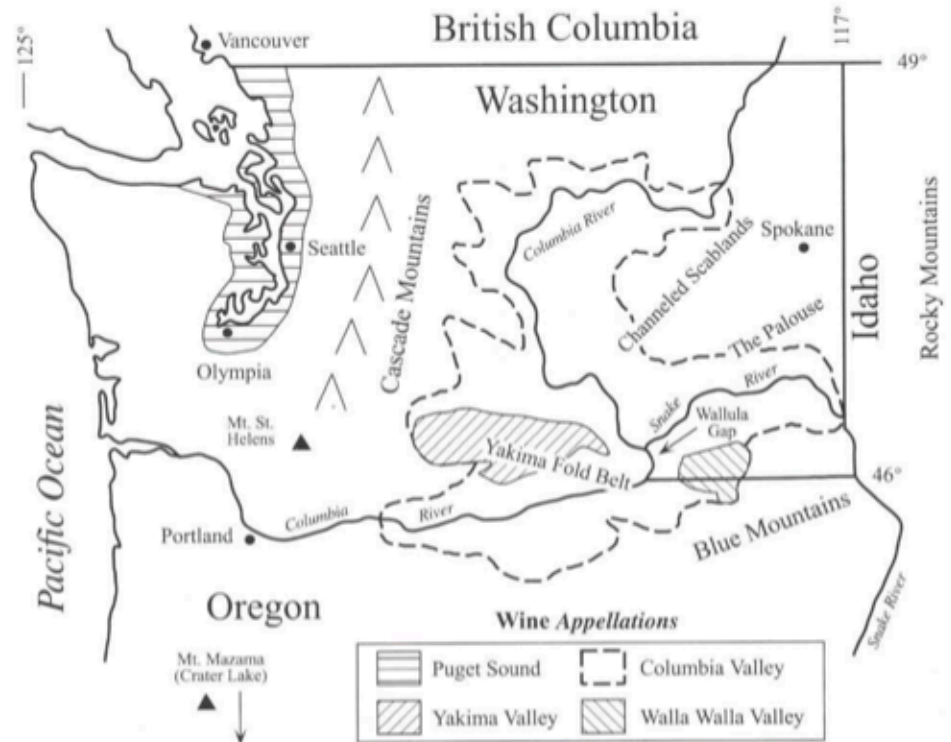 British Columbia
125°
Vancouver
117°
49°
Washington
Cascade Mountains
Columbia River
Channeled Scablands
Spokane
Seattle
Idaho
Rocky Mountains
The Palouse
Olympia
Mt. St.
Helens
Snake
River
Wallula
Gap
Yakima Fold Belt
46°
Pacific Ocean
Columbia
River
Portland
Blue Mountains
Snake River
Oregon
Wine Appellations
Mt. Mazama
(Crater Lake)
Puget Sound
Columbia Valley
Yakima Valley
Walla Walla Valley